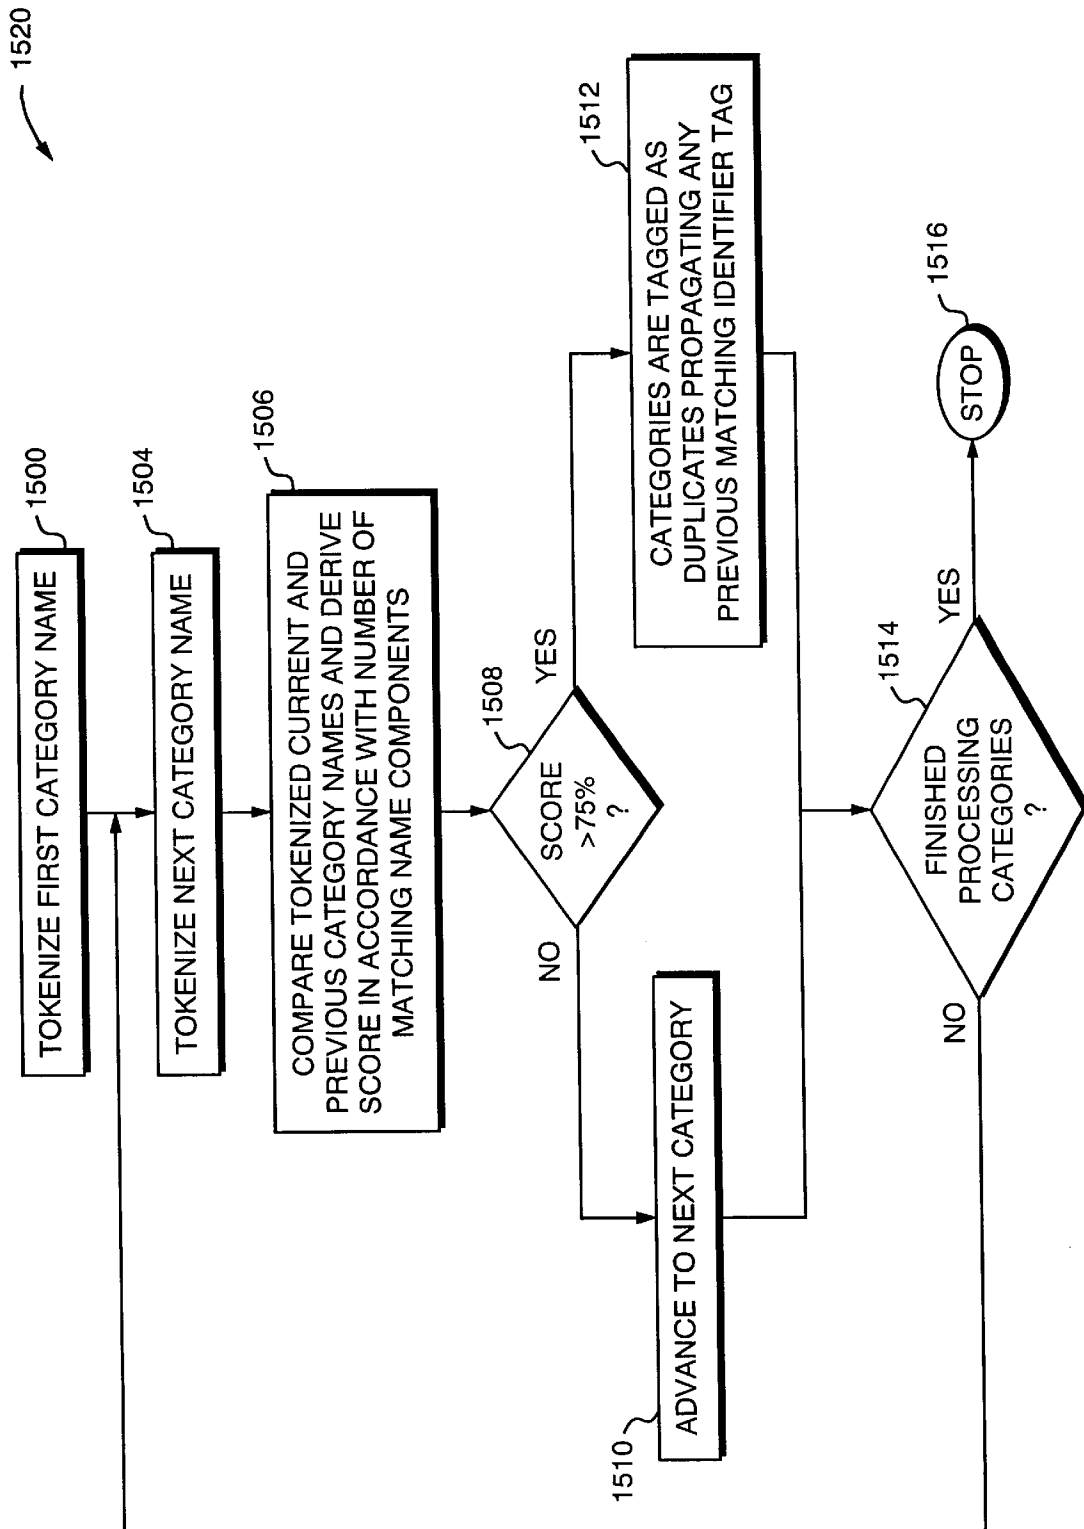 1520
TOKENIZE FIRST CATEGORY NAME
1500
TOKENIZE NEXT CATEGORY NAME
1504
COMPARE TOKENIZED CURRENT AND
PREVIOUS CATEGORY NAMES AND DERIVE
SCORE IN ACCORDANCE WITH NUMBER OF
MATCHING NAME COMPONENTS
1506
SCORE
>75%
?
1508
NO
YES
1510
ADVANCE TO NEXT CATEGORY
CATEGORIES ARE TAGGED AS
DUPLICATES PROPAGATING ANY
PREVIOUS MATCHING IDENTIFIER TAG
1512
FINISHED
PROCESSING
CATEGORIES
?
1514
NO
YES
STOP
1516